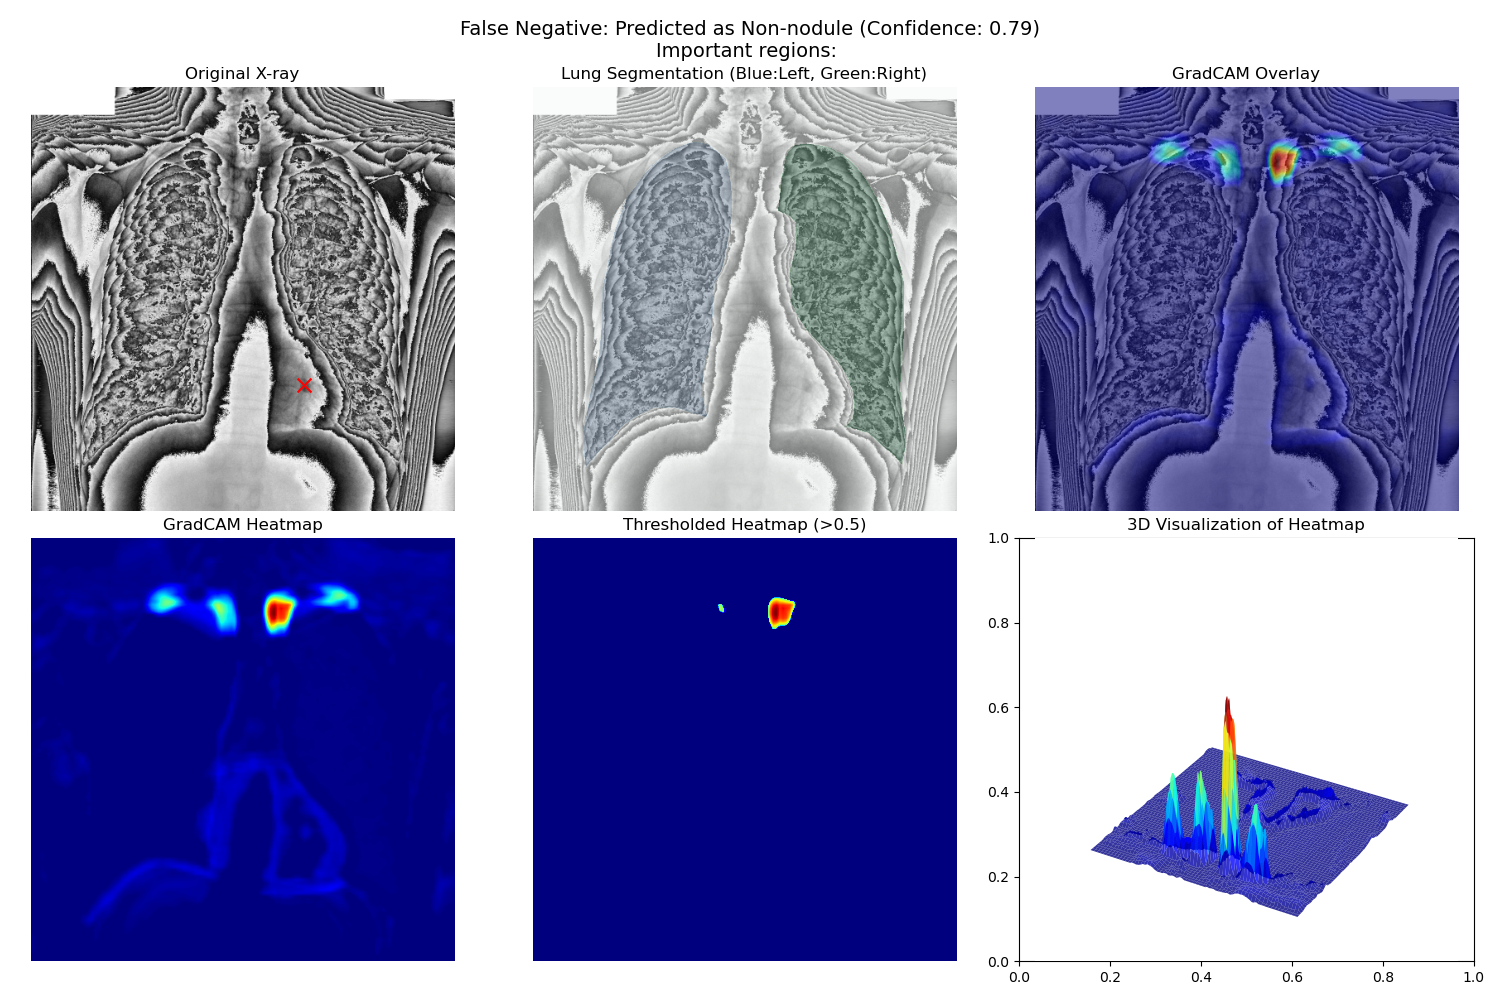 False Negative: Predicted as Non-nodule (Confidence: 0.79)
Important regions:
Original X-ray
Lung Segmentation (Blue:Left, Green:Right)
GradCAM Overlay
GradCAM Heatmap
Thresholded Heatmap (>0.5)
3D Visualization of Heatmap
1.0
0.8
0.6
0.4
0.2
0.0
0.0 0.2 0.4 0.6 0.8 1.0